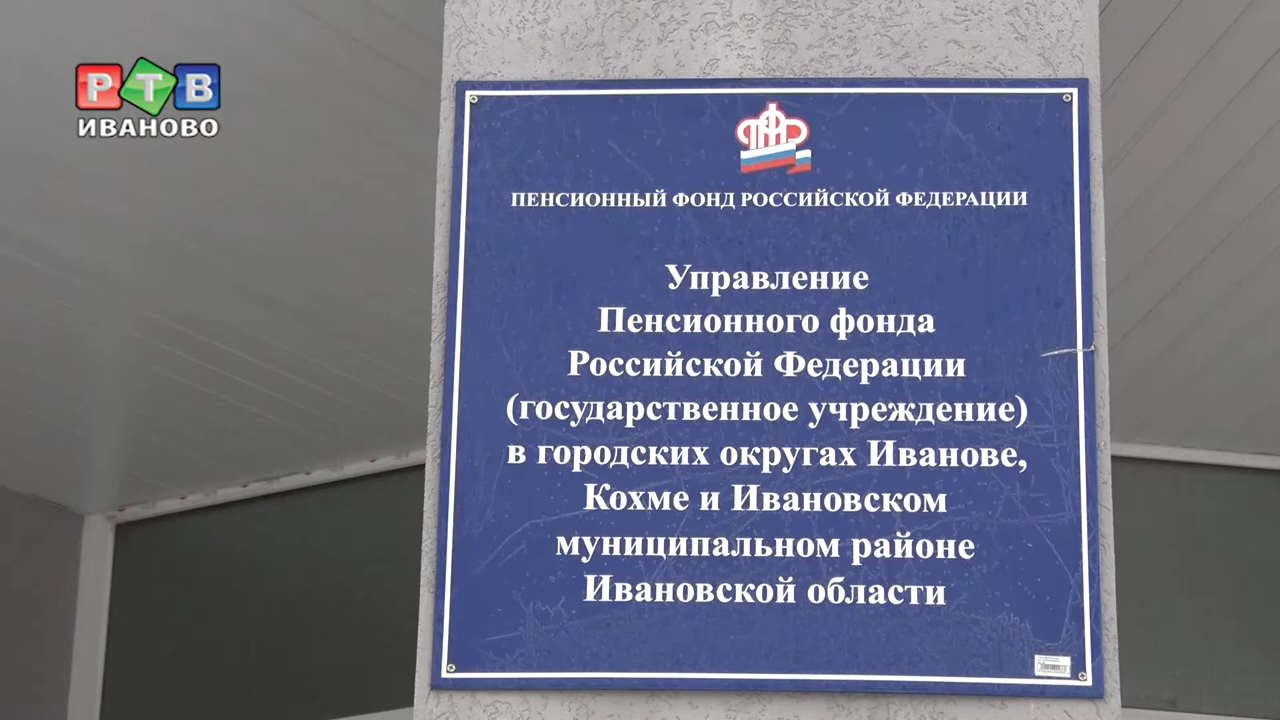 РТВ
ИВАНОВО
ПФР
ПЕНСИОННЫЙ ФОНД РОССИЙСКОЙ ФЕДЕРАЦИИ
Управление
Пенсионного фонда
Российской Федерации
(государственное учреждение)
в городских округах Иванове,
Кохме и Ивановском
муниципальном районе
Ивановской области